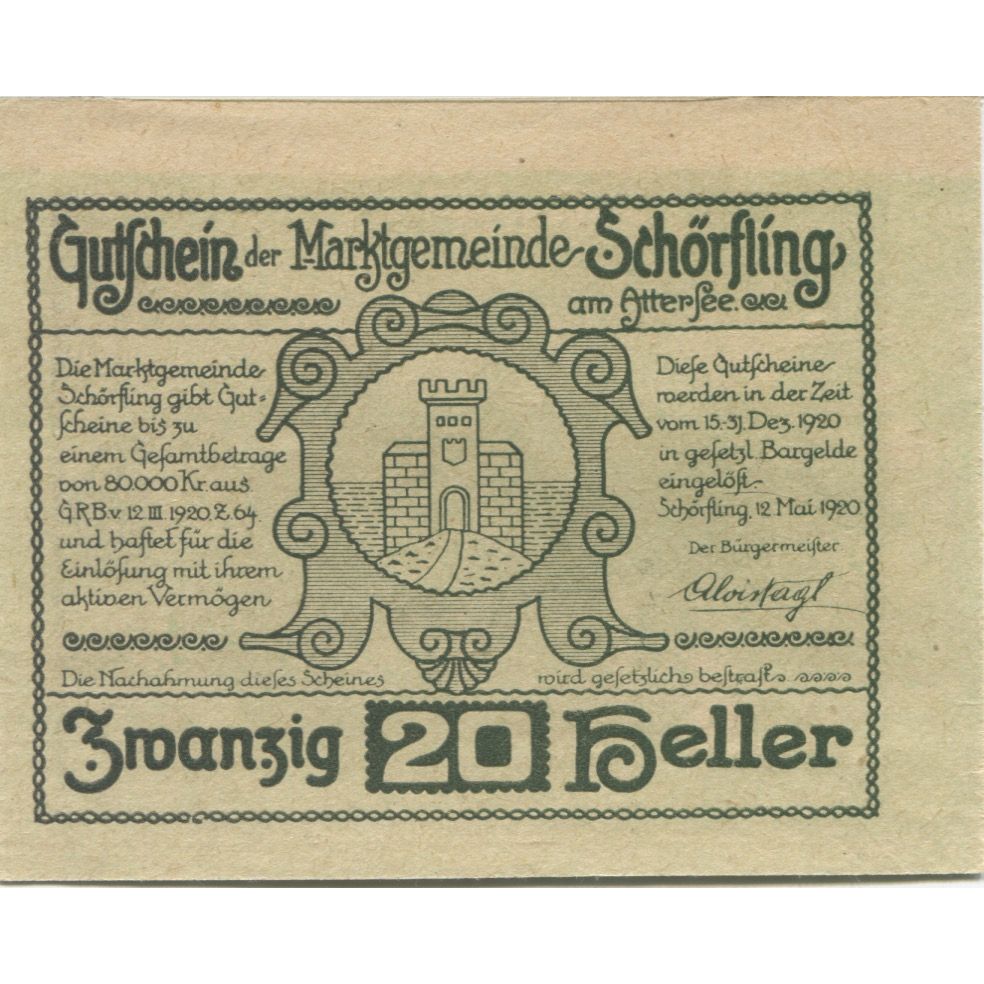 Gutschein der Marktgemeinde Schörfling
am Attersee.
Die Marktgemeinde
Schörfling gibt Gut=
scheine bis zu
einem Gesamtbetrage
von 80.000 Kr. aus.
GRB v 12 III. 1920. Z 64.
und haftet für die
Einlösung mit ihrem
aktiven Vermögen
Diese Gutscheine
werden in der Zeit
vom 15.-31. Dez. 1920
in gesetzl. Bargelde
eingelöst.
Schörfling, 12 Mai 1920
Der Bürgermeister
Die Nachahmung dieses Scheines wird gesetzlich bestraft.
Zwanzig 20 Heller